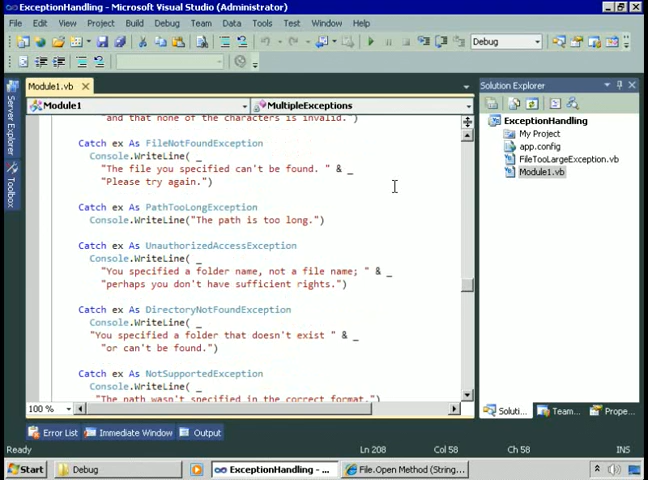 ExceptionHandling - Microsoft Visual Studio (Administrator)
File Edit View Project Build Debug Team Data Tools Test Window Help
Debug
Module1.vb
Module1
MultipleExceptions
and that none of the characters is invalid.")
Catch ex As FileNotFoundException
Console.WriteLine( _
"The file you specified can't be found. " & _
"Please try again.")
Catch ex As PathTooLongException
Console.WriteLine("The path is too long.")
Catch ex As UnauthorizedAccessException
Console.WriteLine( _
"You specified a folder name, not a file name; " & _
"perhaps you don't have sufficient rights.")
Catch ex As DirectoryNotFoundException
Console.WriteLine( _
"You specified a folder that doesn't exist " & _
"or can't be found.")
Catch ex As NotSupportedException
Console.WriteLine( _
"The path wasn't specified in the correct format.")
100 %
Server Explorer
Toolbox
Solution Explorer
ExceptionHandling
My Project
app.config
FileTooLargeException.vb
Module1.vb
Soluti...
Team...
Prope...
Error List
Immediate Window
Output
Ready
Ln 208
Col 58
Ch 58
INS
Start
Debug
ExceptionHandling - ...
File.Open Method (String...